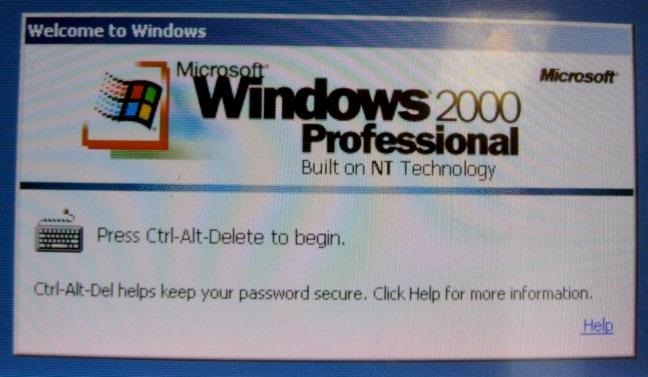 Welcome to Windows
Microsoft
Microsoft
Windows 2000
Professional
Built on NT Technology
Press Ctrl-Alt-Delete to begin.
Ctrl-Alt-Del helps keep your password secure. Click Help for more information.
Help